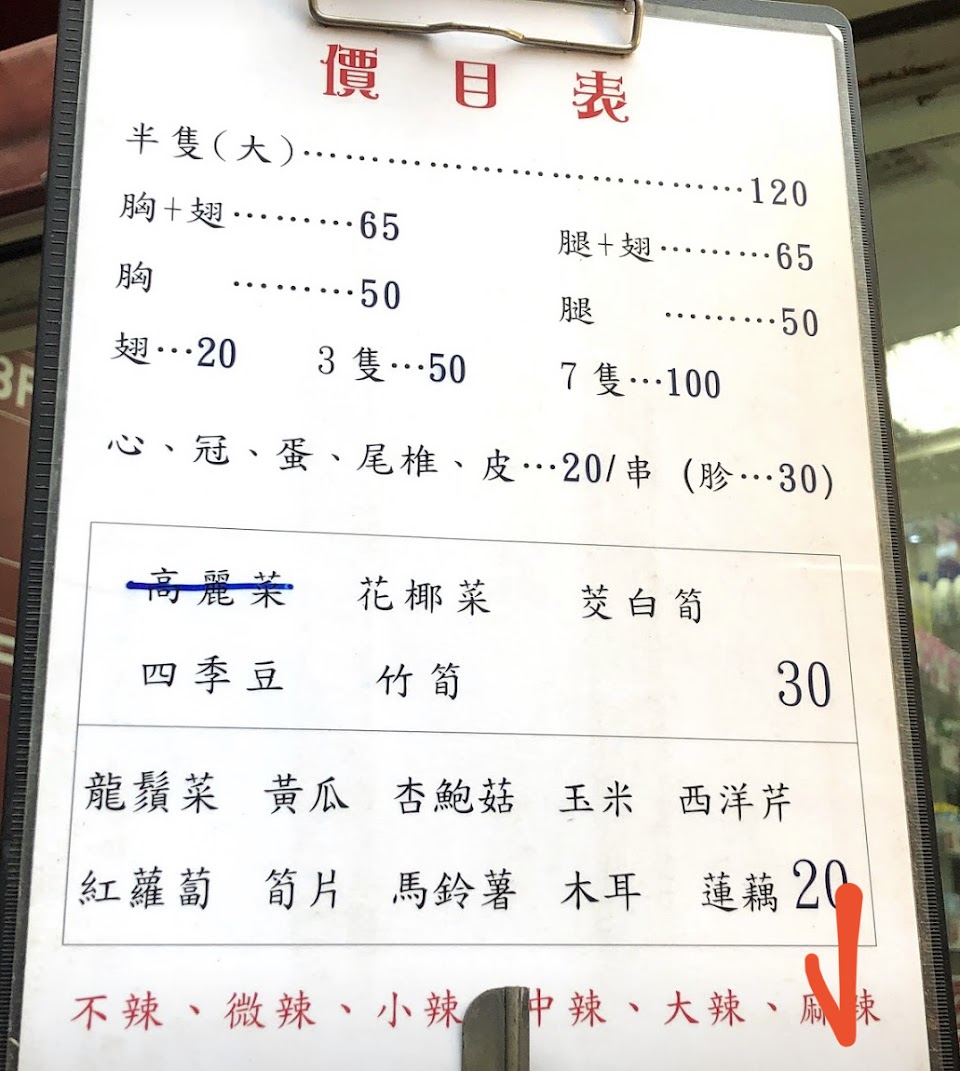 價目表
半隻(大)……………………………………120
胸+翅………65
腿+翅………65
胸 ………50
腿 ………50
翅…20 3隻…50 7隻…100
心、冠、蛋、尾椎、皮…20/串 (胗…30)
高麗菜 花椰菜 茭白筍
四季豆 竹筍 30
龍鬚菜 黃瓜 杏鮑菇 玉米 西洋芹
紅蘿蔔 筍片 馬鈴薯 木耳 蓮藕 20
不辣、微辣、小辣、中辣、大辣、麻辣